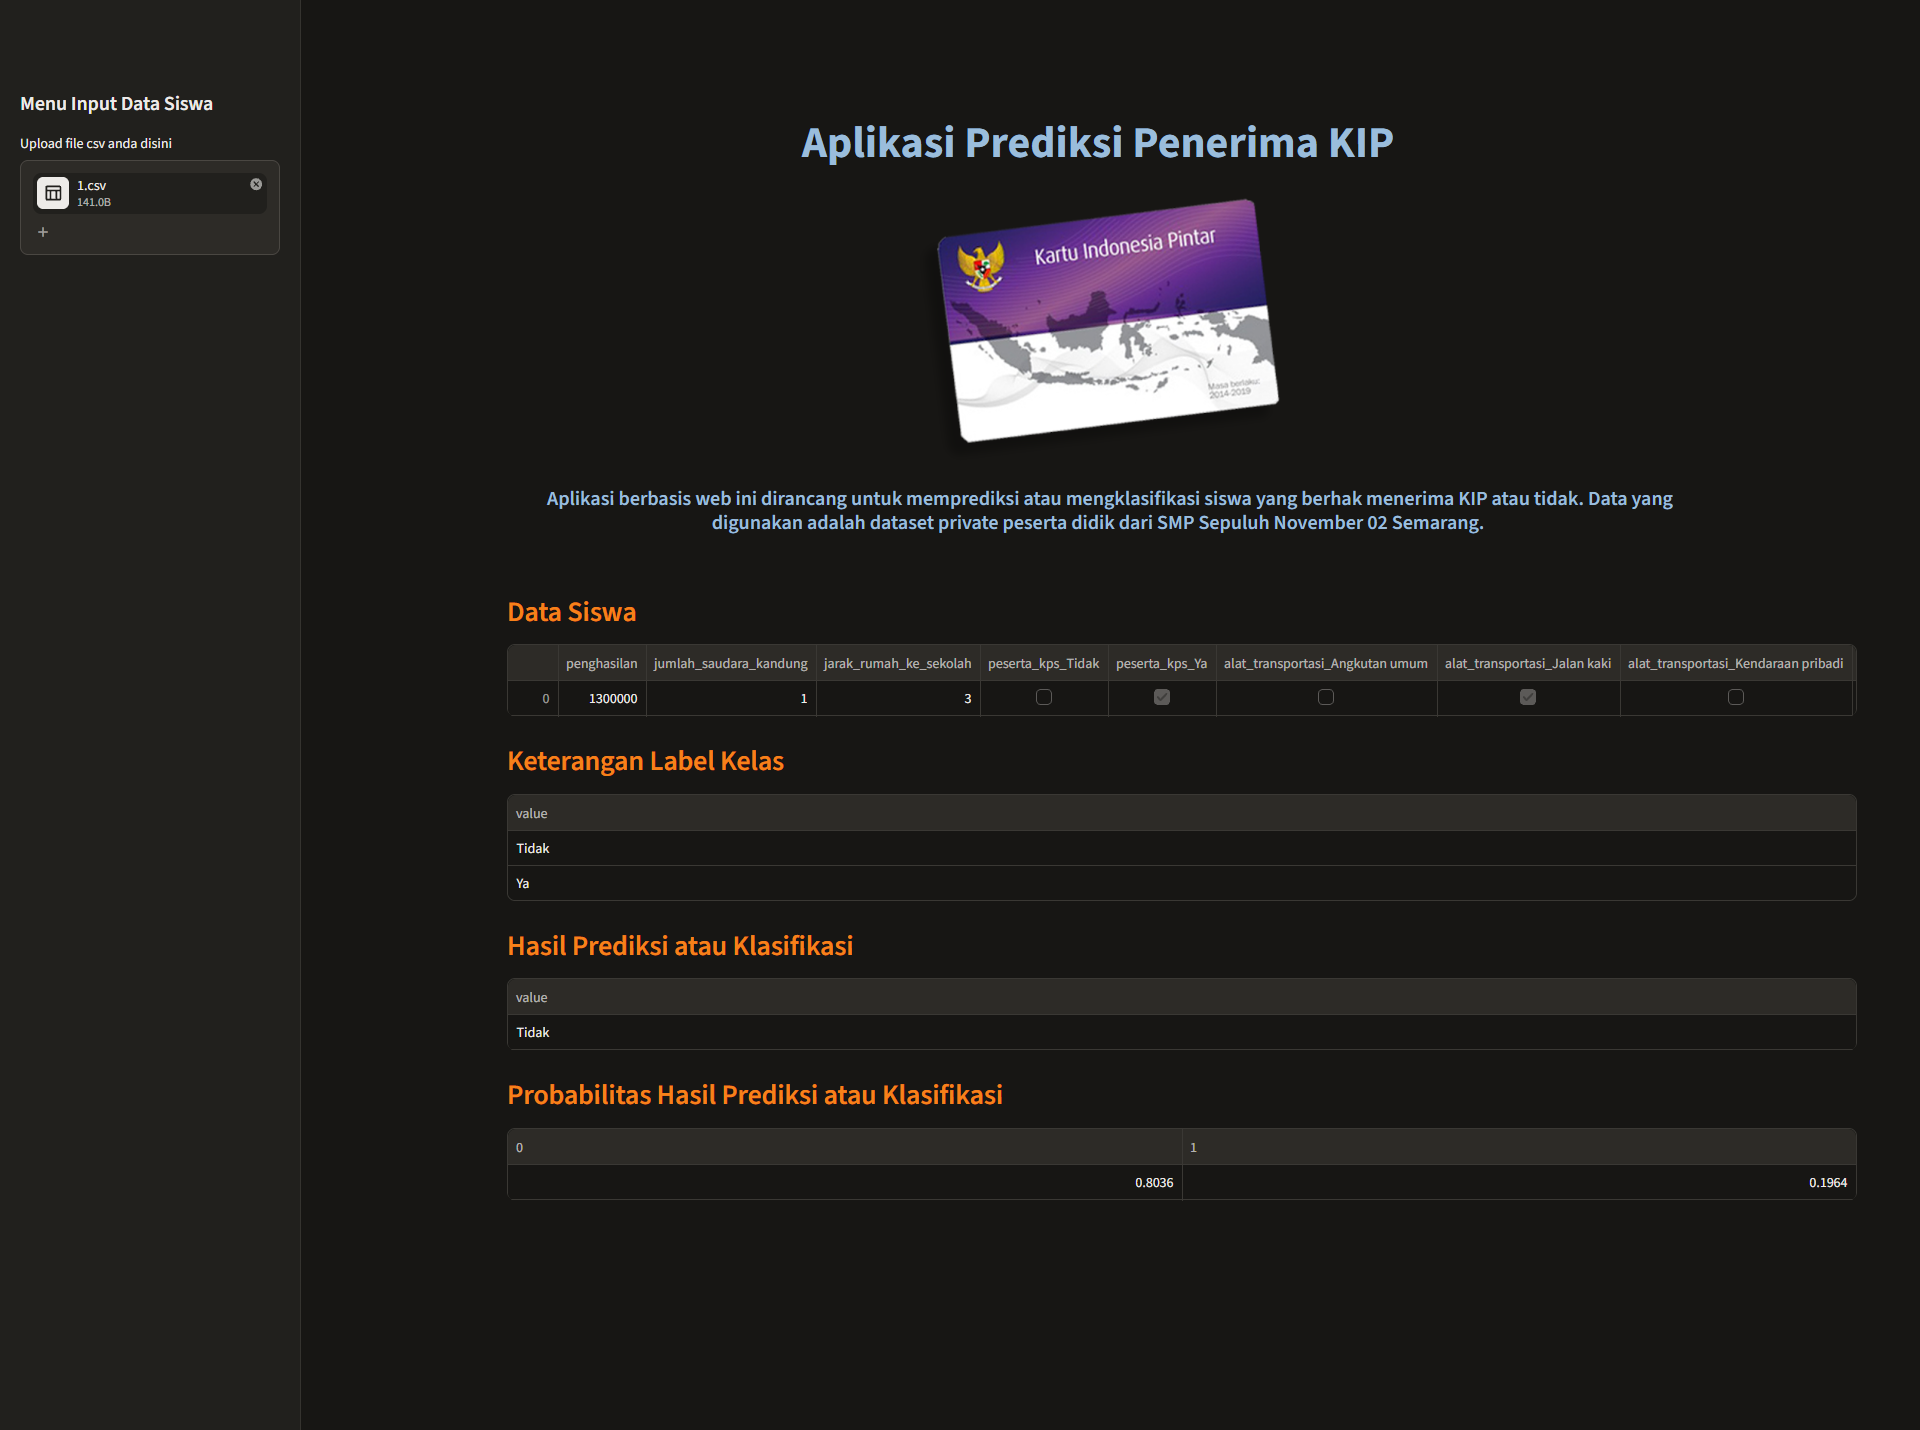 Menu Input Data Siswa
Upload file csv anda disini
1.csv
141.0B
Aplikasi Prediksi Penerima KIP
Kartu Indonesia Pintar
Masa berlaku:
2014-2019
Aplikasi berbasis web ini dirancang untuk memprediksi atau mengklasifikasi siswa yang berhak menerima KIP atau tidak. Data yang
digunakan adalah dataset private peserta didik dari SMP Sepuluh November 02 Semarang.
Data Siswa
penghasilan jumlah_saudara_kandung jarak_rumah_ke_sekolah peserta_kps_Tidak peserta_kps_Ya alat_transportasi_Angkutan umum alat_transportasi_Jalan kaki alat_transportasi_Kendaraan pribadi
0 1300000 1 3
Keterangan Label Kelas
value
Tidak
Ya
Hasil Prediksi atau Klasifikasi
value
Tidak
Probabilitas Hasil Prediksi atau Klasifikasi
0 1
0.8036 0.1964